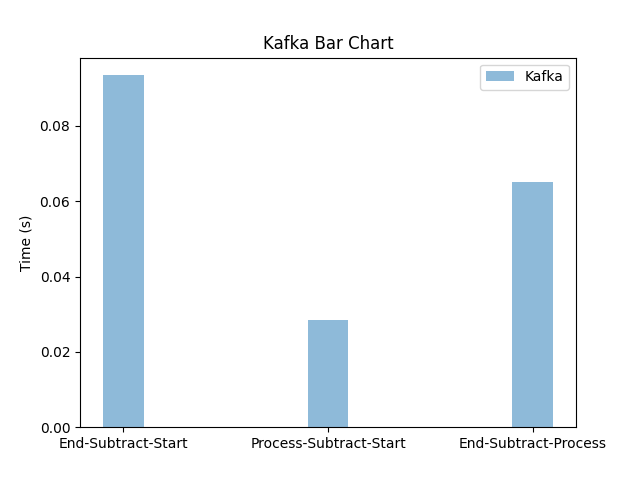 Kafka Bar Chart
Kafka
Time (s)
0.08
0.06
0.04
0.02
0.00
End-Subtract-Start
Process-Subtract-Start
End-Subtract-Process